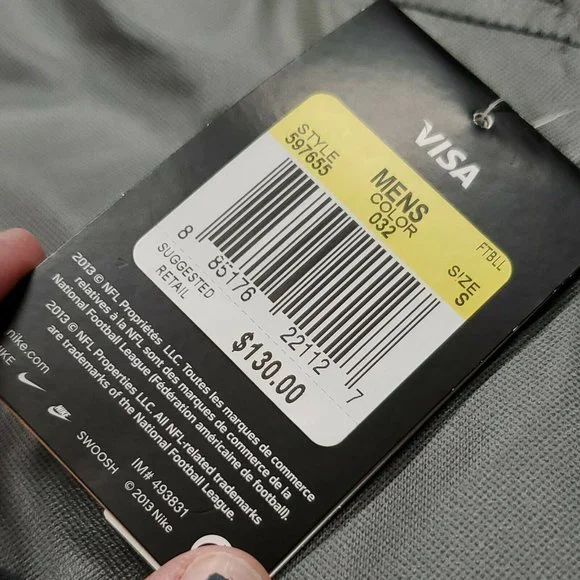 VISA
STYLE
597655
MENS
COLOR
032
FTBLL
SIZE
S
8 85176 22112 7
SUGGESTED
RETAIL
$130.00
2013 © NFL Propriétés LLC. Toutes les marques de commerce
relatives à la NFL sont des marques de commerce de la
National Football League (Fédération américaine de football).
2013 © NFL Properties LLC. All NFL-related trademarks
are trademarks of the National Football League.
nike.com
NIKE
SWOOSH
IM# 493831
© 2013 Nike